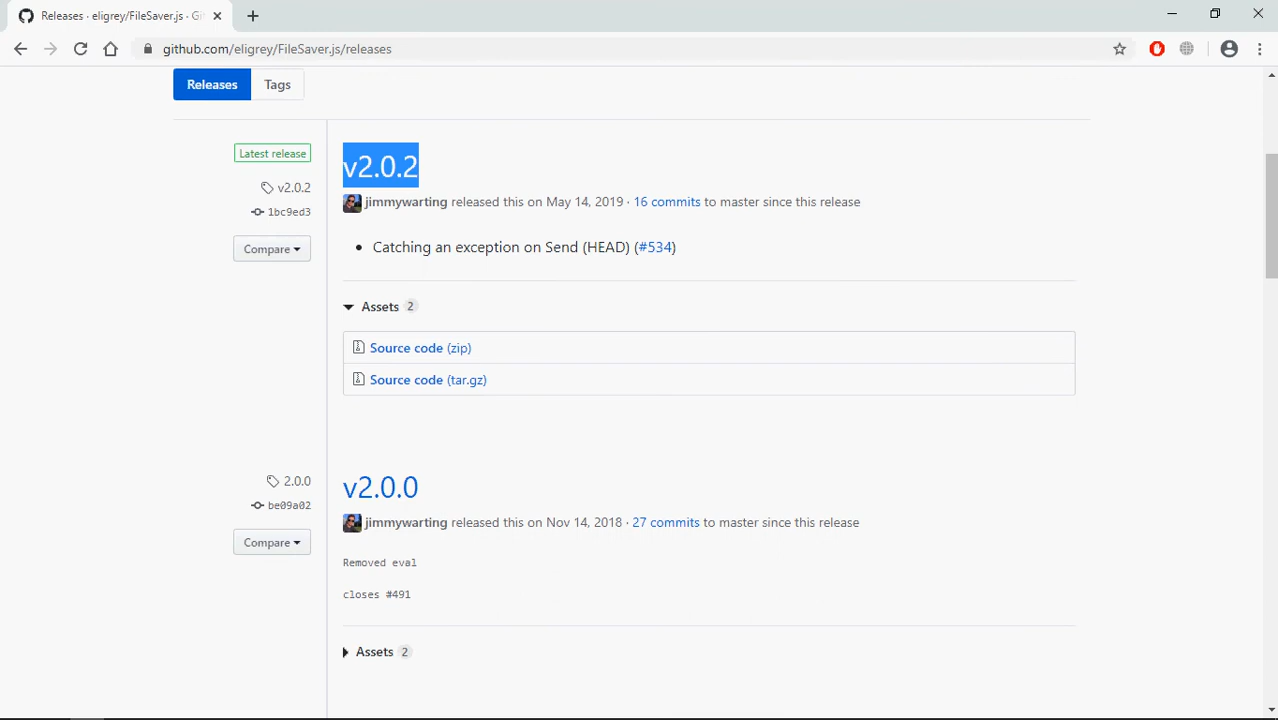 Releases · eligrey/FileSaver.js · Git
github.com/eligrey/FileSaver.js/releases
Releases
Tags
Latest release
v2.0.2
1bc9ed3
Compare
v2.0.2
jimmywarting released this on May 14, 2019 · 16 commits to master since this release
• Catching an exception on Send (HEAD) (#534)
Assets 2
Source code (zip)
Source code (tar.gz)
2.0.0
be09a02
Compare
v2.0.0
jimmywarting released this on Nov 14, 2018 · 27 commits to master since this release
Removed eval
closes #491
Assets 2